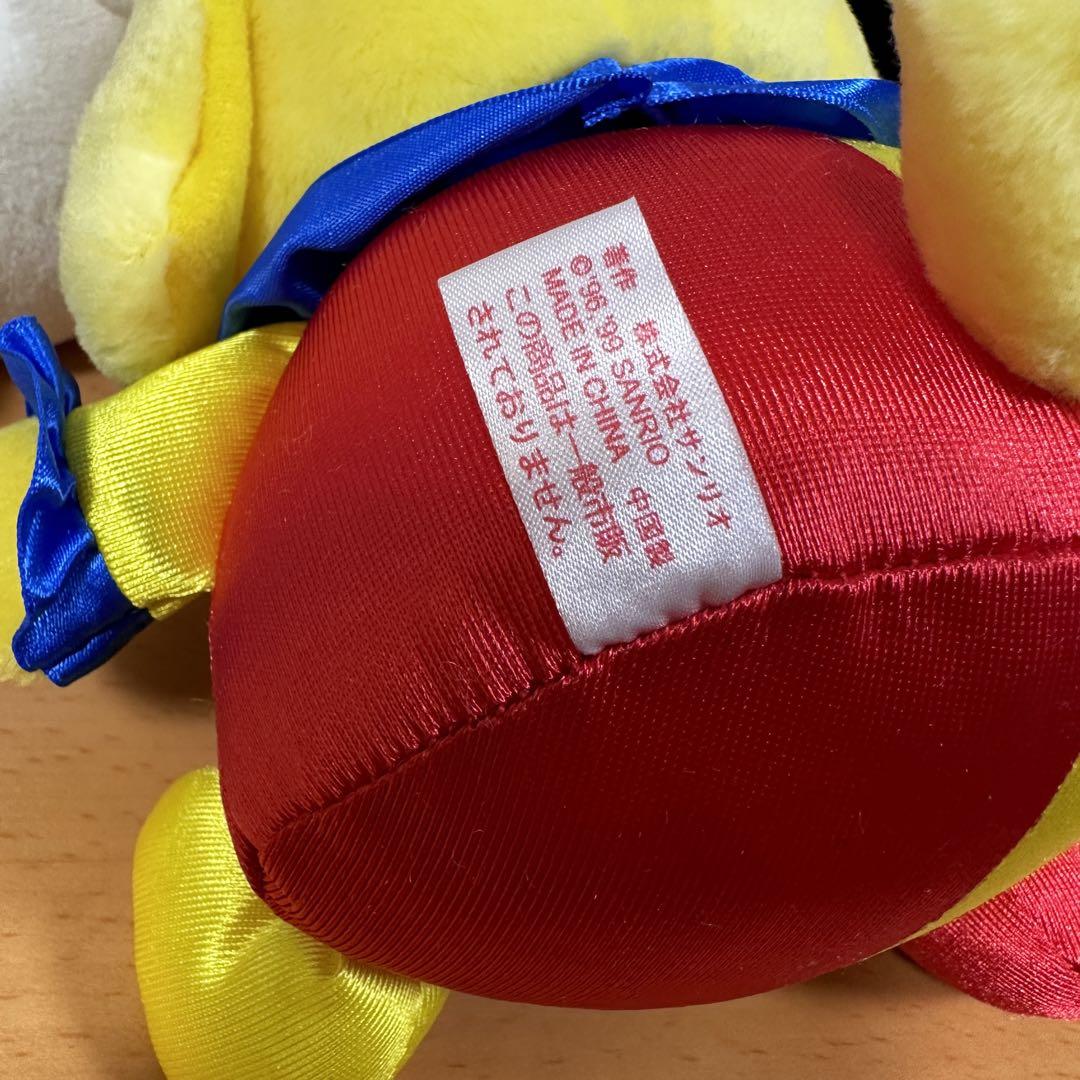 著作 株式会社サンリオ
©'96 '99 SANRIO
MADE IN CHINA 中国製
この商品は一般市販
されておりません。